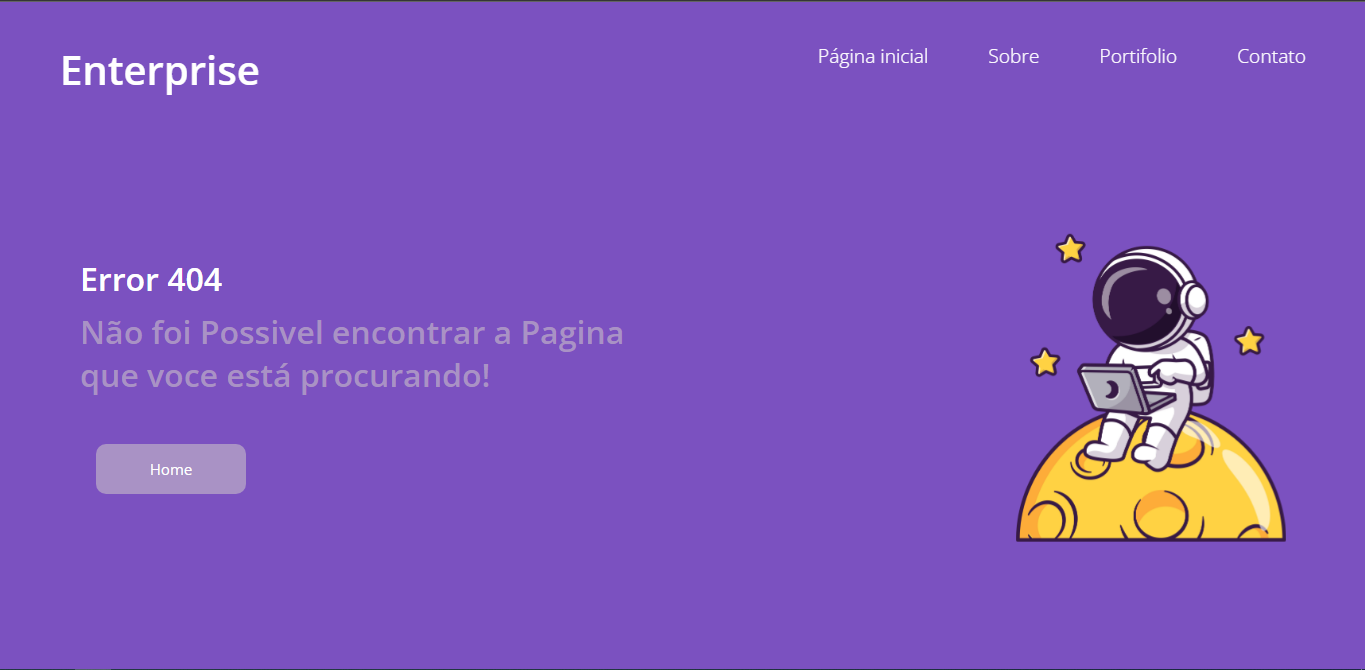 Enterprise
Página inicial Sobre Portifolio Contato
Error 404
Não foi Possivel encontrar a Pagina
que voce está procurando!
Home